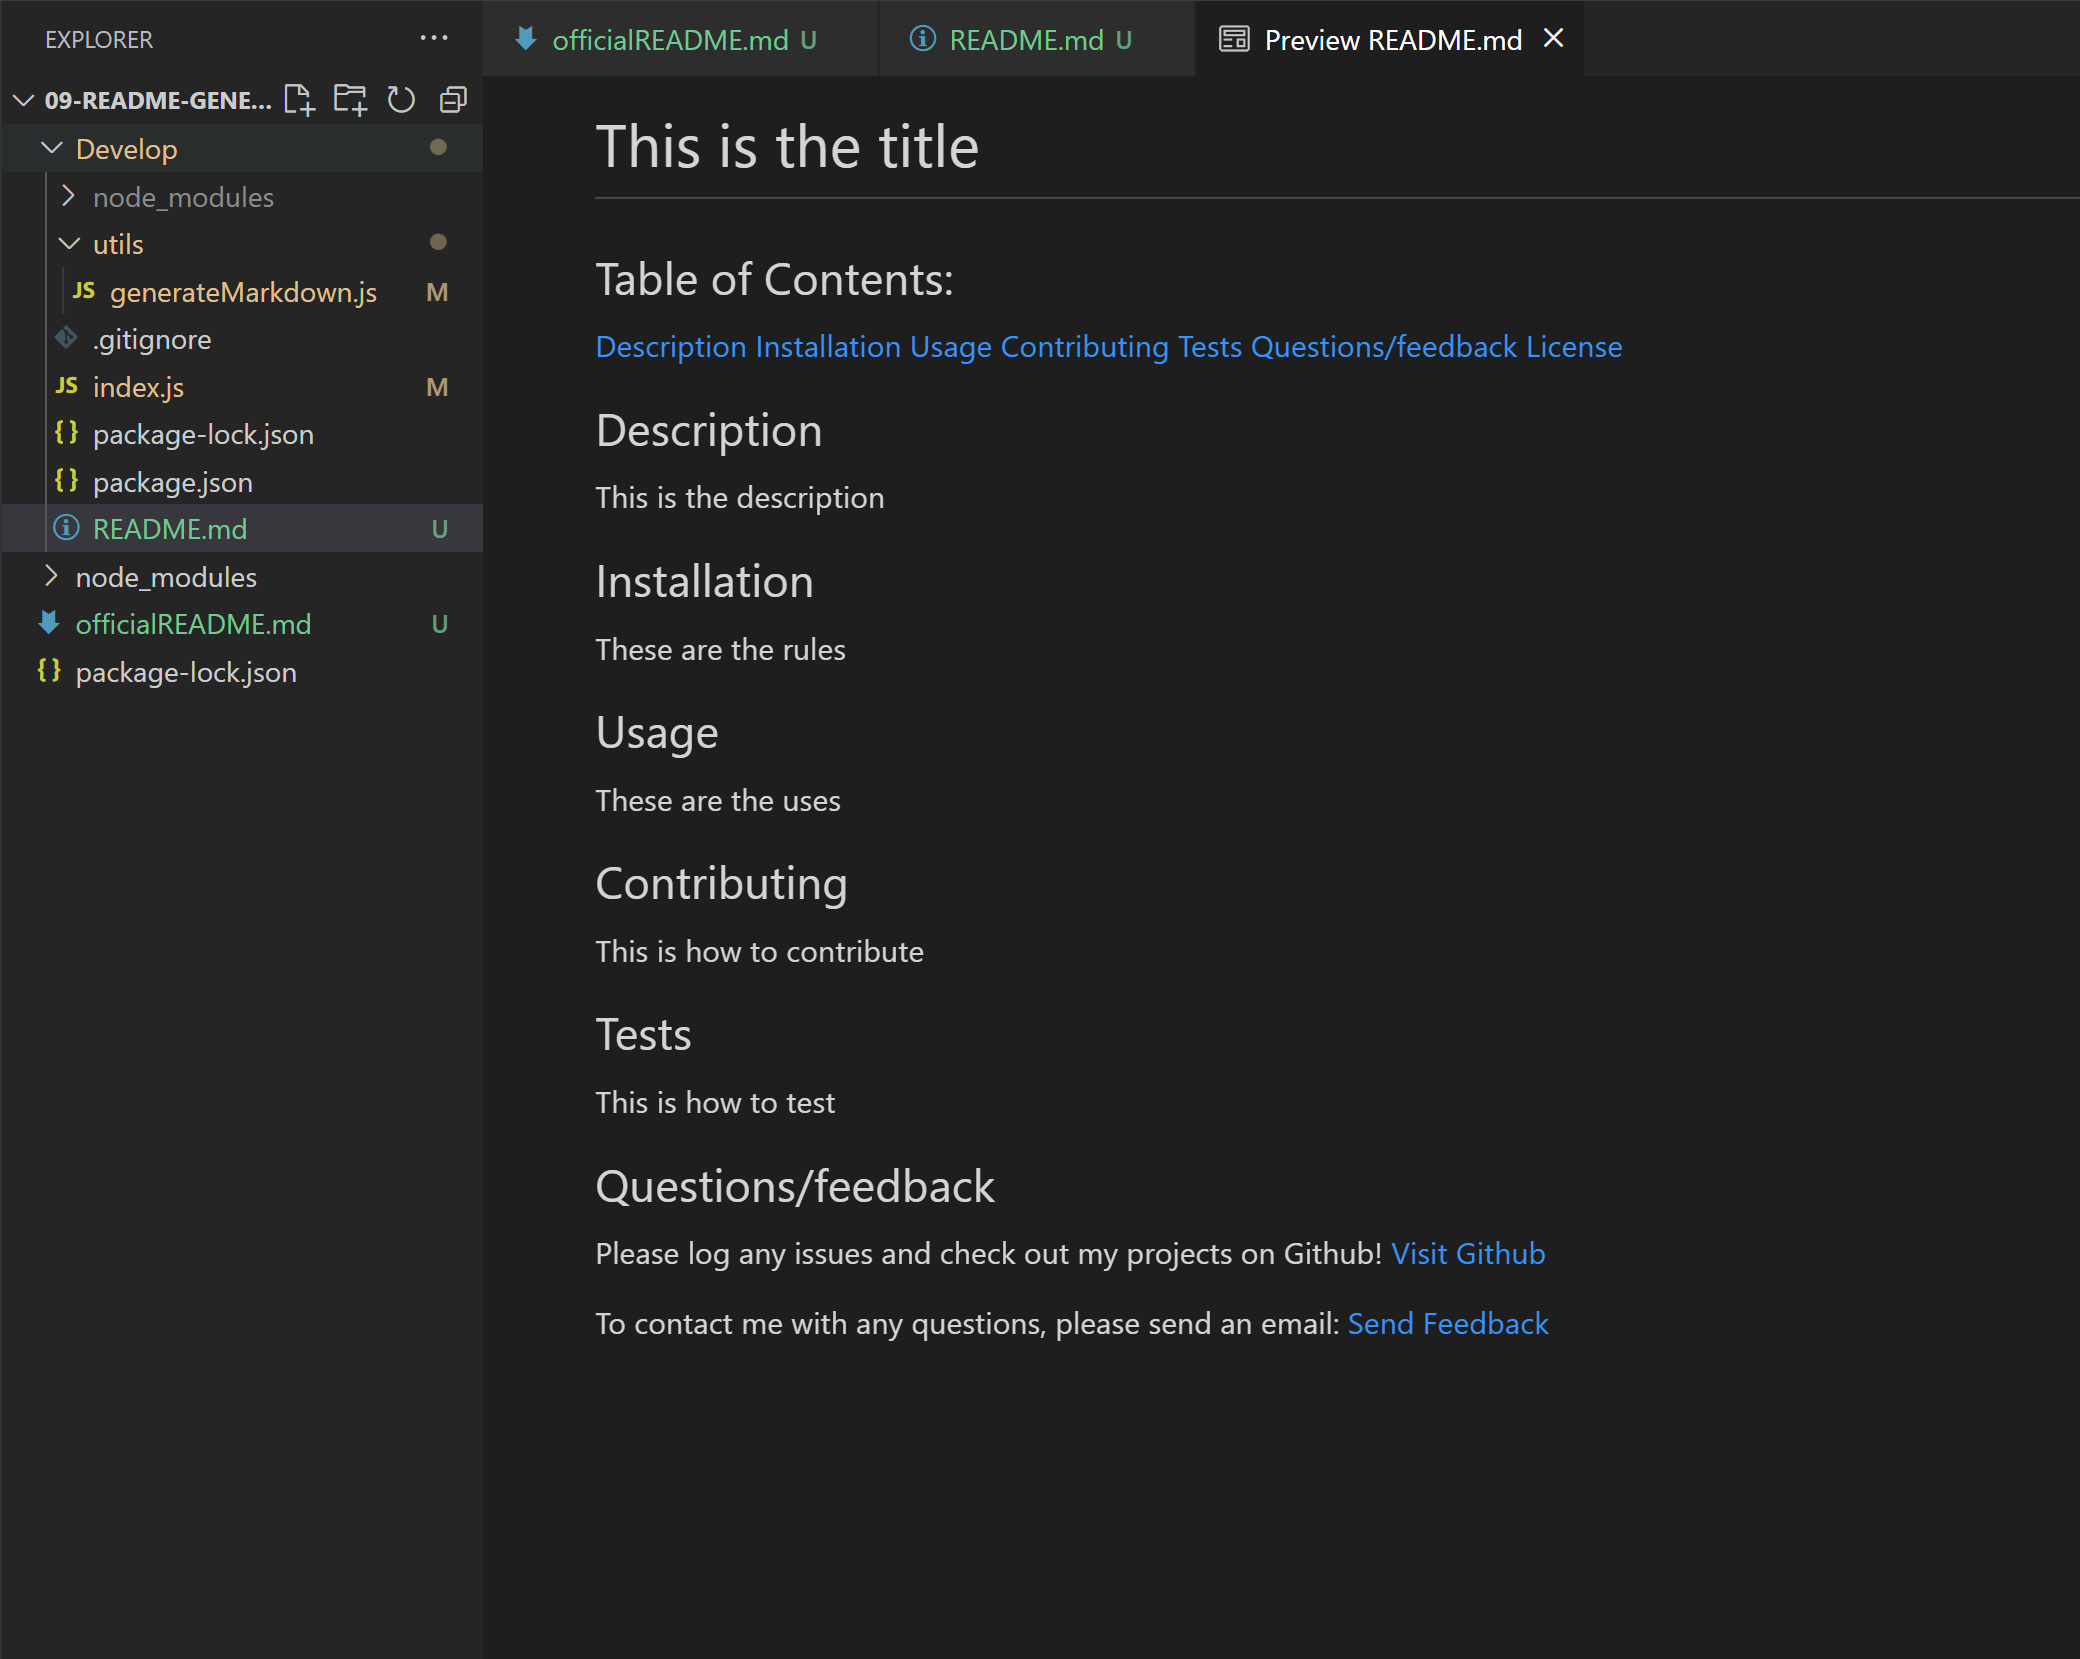 EXPLORER ···
officialREADME.md U
README.md U
Preview README.md
09-README-GENE...
Develop
node_modules
utils
JS generateMarkdown.js M
.gitignore
JS index.js M
{} package-lock.json
{} package.json
README.md U
node_modules
officialREADME.md U
{} package-lock.json
This is the title
Table of Contents:
Description Installation Usage Contributing Tests Questions/feedback License
Description
This is the description
Installation
These are the rules
Usage
These are the uses
Contributing
This is how to contribute
Tests
This is how to test
Questions/feedback
Please log any issues and check out my projects on Github! Visit Github
To contact me with any questions, please send an email: Send Feedback